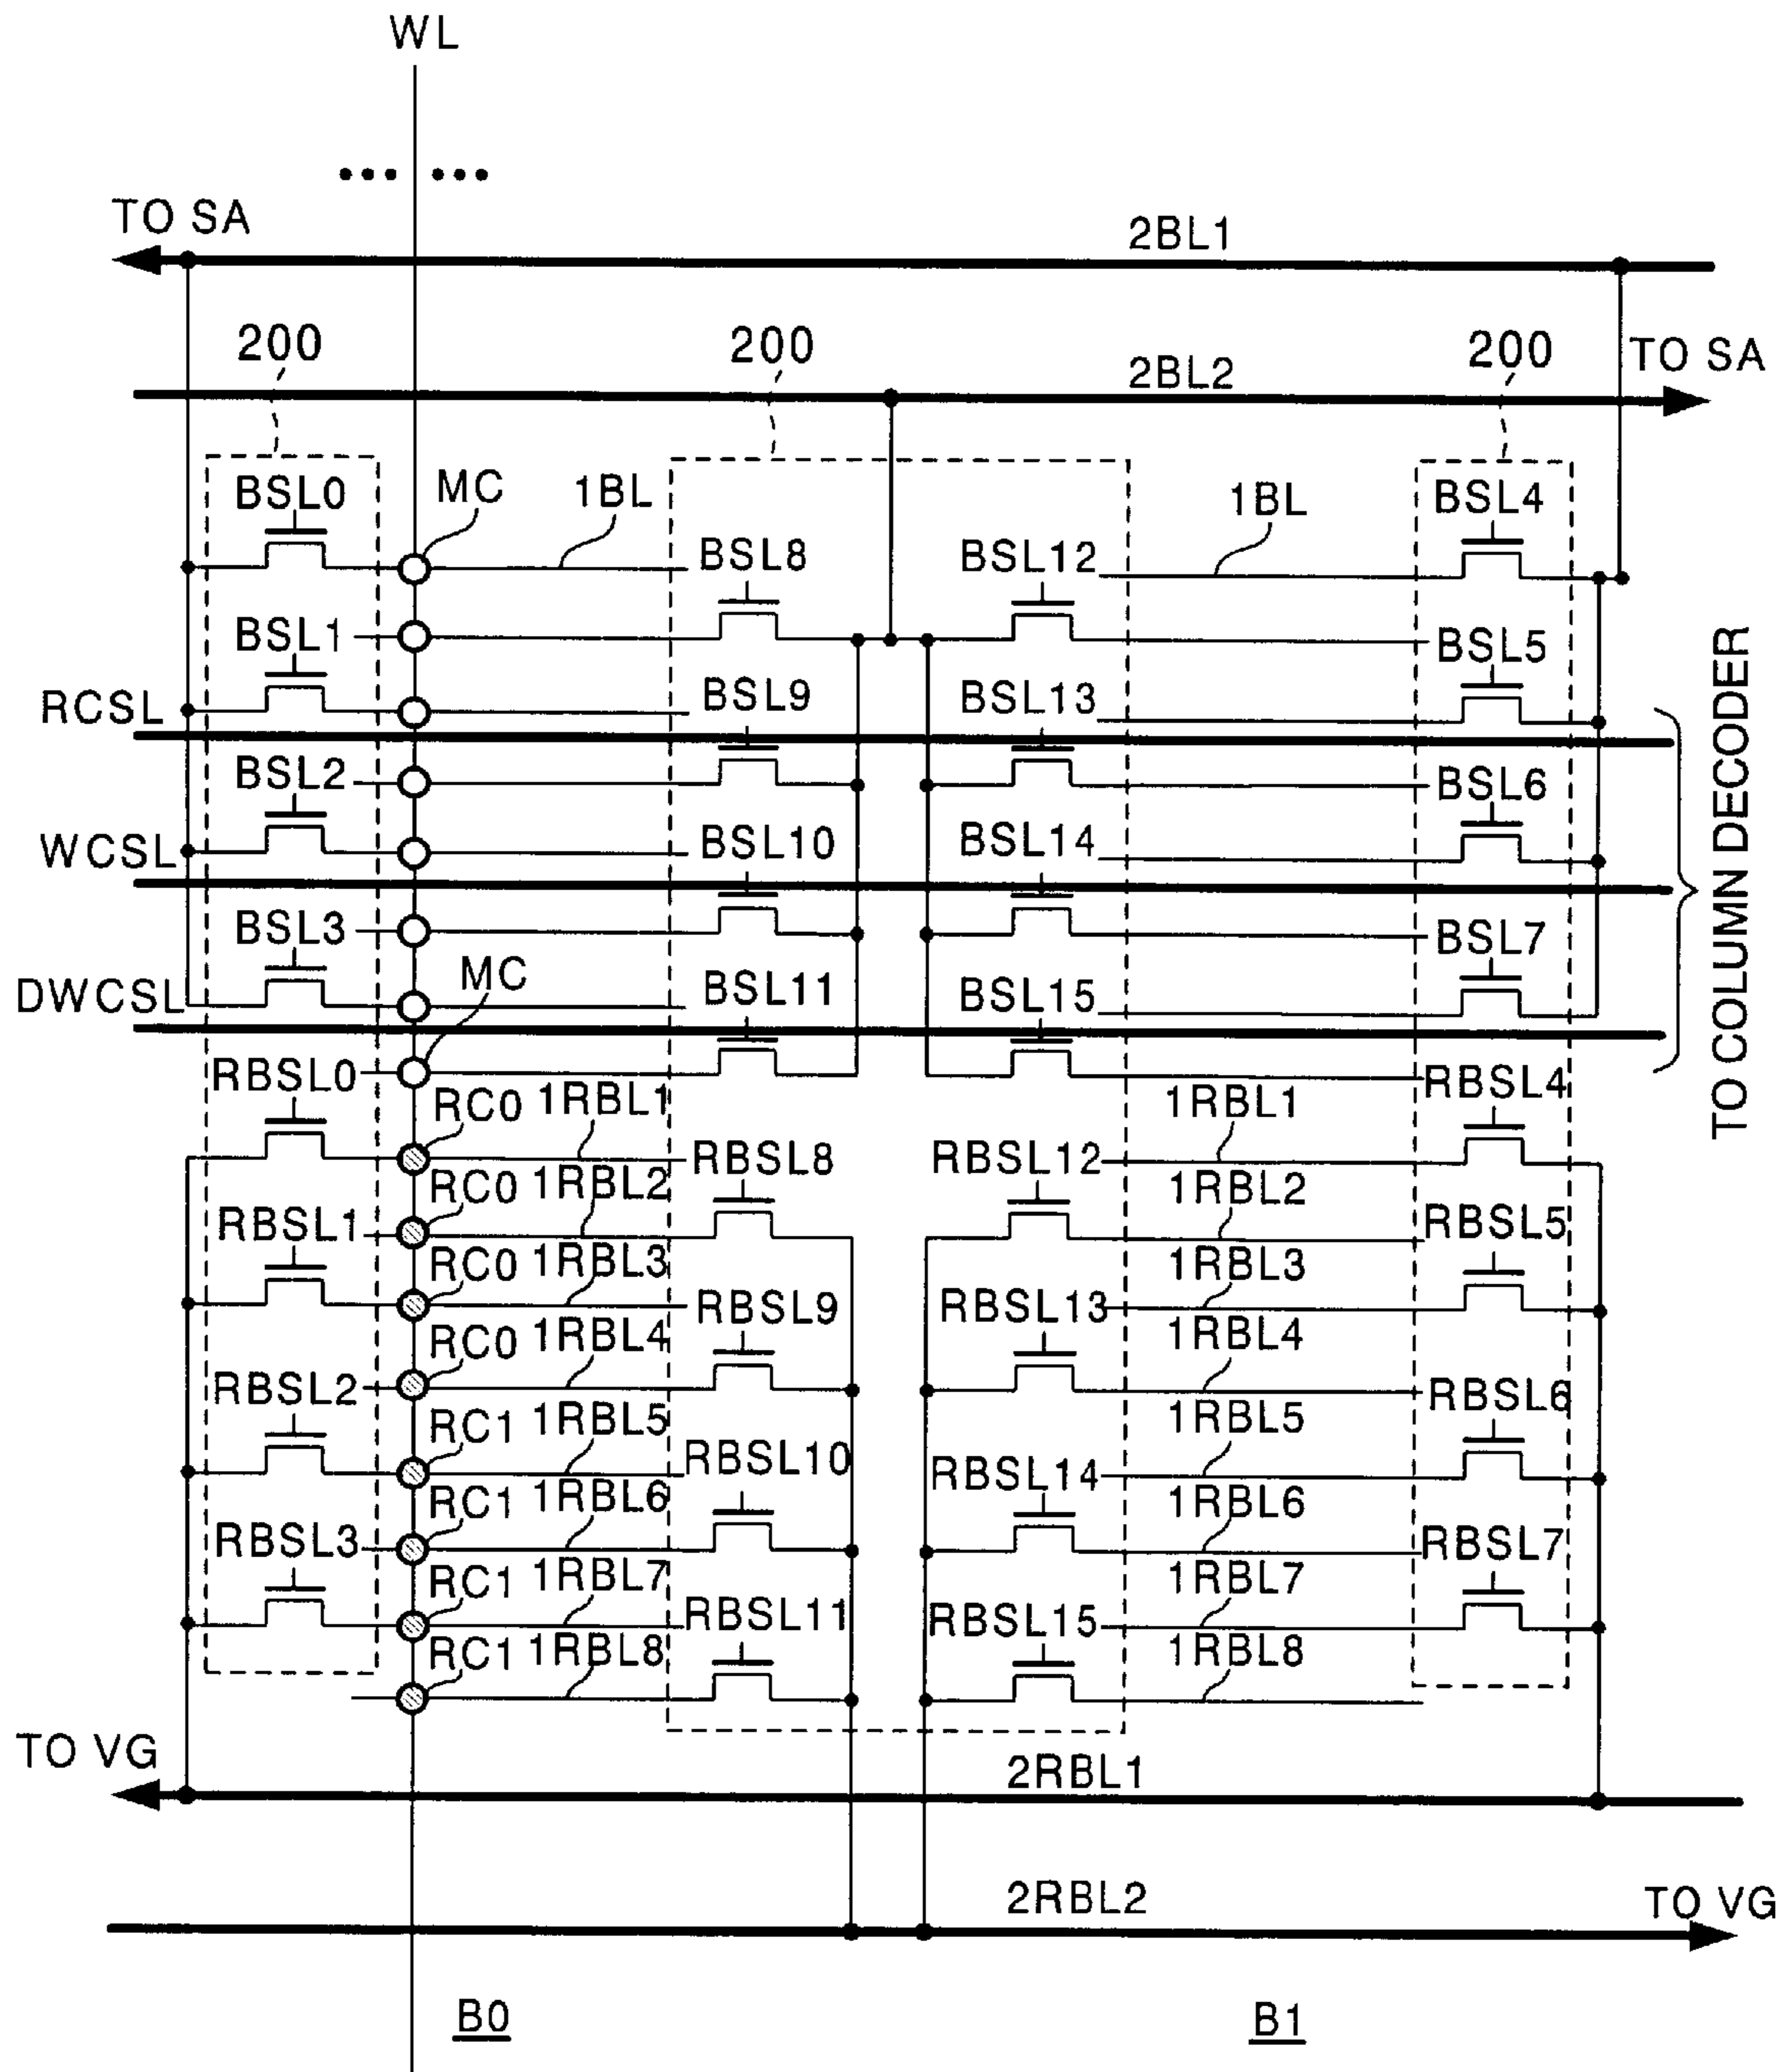 WL
TO SA
2BL1
200
200
200
TO SA
2BL2
BSL0
MC
1BL
1BL
BSL4
BSL8
BSL12
BSL1
BSL5
RCSL
BSL9
BSL13
BSL2
BSL6
WCSL
BSL10
BSL14
BSL3
BSL7
DWCSL
MC
BSL11
BSL15
TO COLUMN DECODER
RBSL0
RC0
1RBL1
1RBL1
RBSL4
RBSL8
RBSL12
RC0
1RBL2
1RBL2
RBSL1
RBSL5
RC0
1RBL3
1RBL3
RBSL9
RBSL13
RC0
1RBL4
1RBL4
RBSL2
RBSL6
RC1
1RBL5
1RBL5
RBSL10
RBSL14
RC1
1RBL6
1RBL6
RBSL3
RBSL7
RC1
1RBL7
1RBL7
RBSL11
RBSL15
RC1
1RBL8
1RBL8
TO VG
2RBL1
2RBL2
TO VG
B0
B1